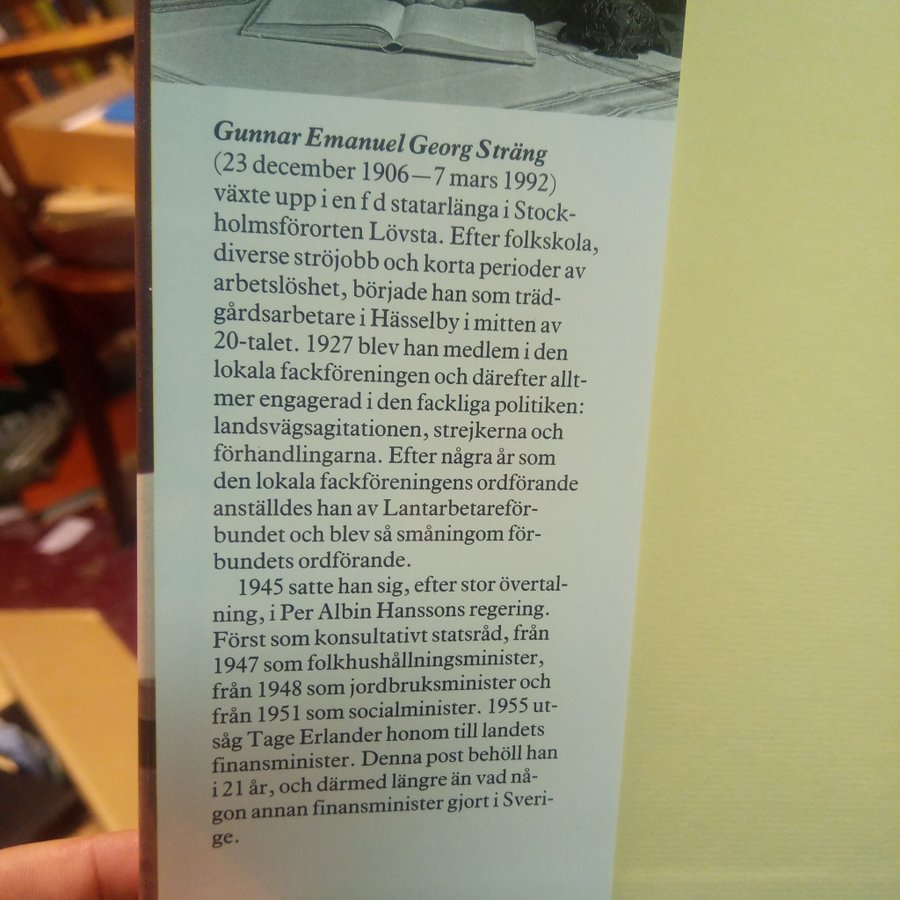 Gunnar Emanuel Georg Sträng
(23 december 1906—7 mars 1992)
växte upp i en f d statarlänga i Stock-
holmsförorten Lövsta. Efter folkskola,
diverse ströjobb och korta perioder av
arbetslöshet, började han som träd-
gårdsarbetare i Hässelby i mitten av
20-talet. 1927 blev han medlem i den
lokala fackföreningen och därefter allt-
mer engagerad i den fackliga politiken:
landsvägsagitationen, strejkerna och
förhandlingarna. Efter några år som
den lokala fackföreningens ordförande
anställdes han av Lantarbetareför-
bundet och blev så småningom för-
bundets ordförande.
1945 satte han sig, efter stor övertal-
ning, i Per Albin Hanssons regering.
Först som konsultativt statsråd, från
1947 som folkhushållningsminister,
från 1948 som jordbruksminister och
från 1951 som socialminister. 1955 ut-
såg Tage Erlander honom till landets
finansminister. Denna post behöll han
i 21 år, och därmed längre än vad nå-
gon annan finansminister gjort i Sveri-
ge.